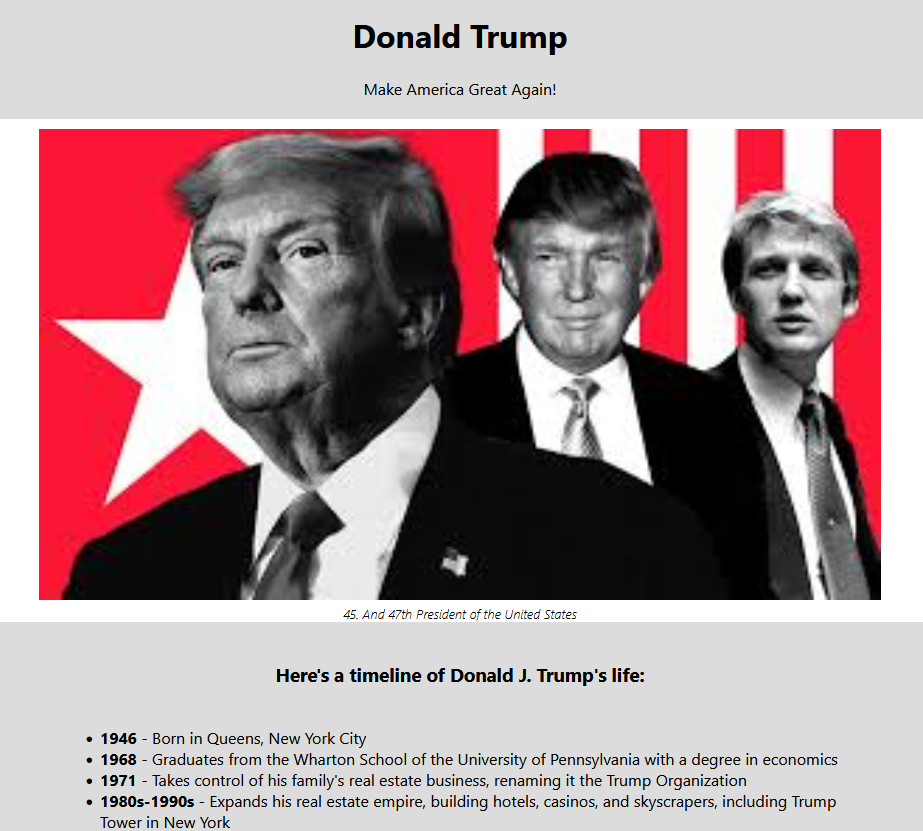 Donald Trump
Make America Great Again!
45. And 47th President of the United States
Here's a timeline of Donald J. Trump's life:
• 1946 - Born in Queens, New York City
• 1968 - Graduates from the Wharton School of the University of Pennsylvania with a degree in economics
• 1971 - Takes control of his family's real estate business, renaming it the Trump Organization
• 1980s-1990s - Expands his real estate empire, building hotels, casinos, and skyscrapers, including Trump
Tower in New York